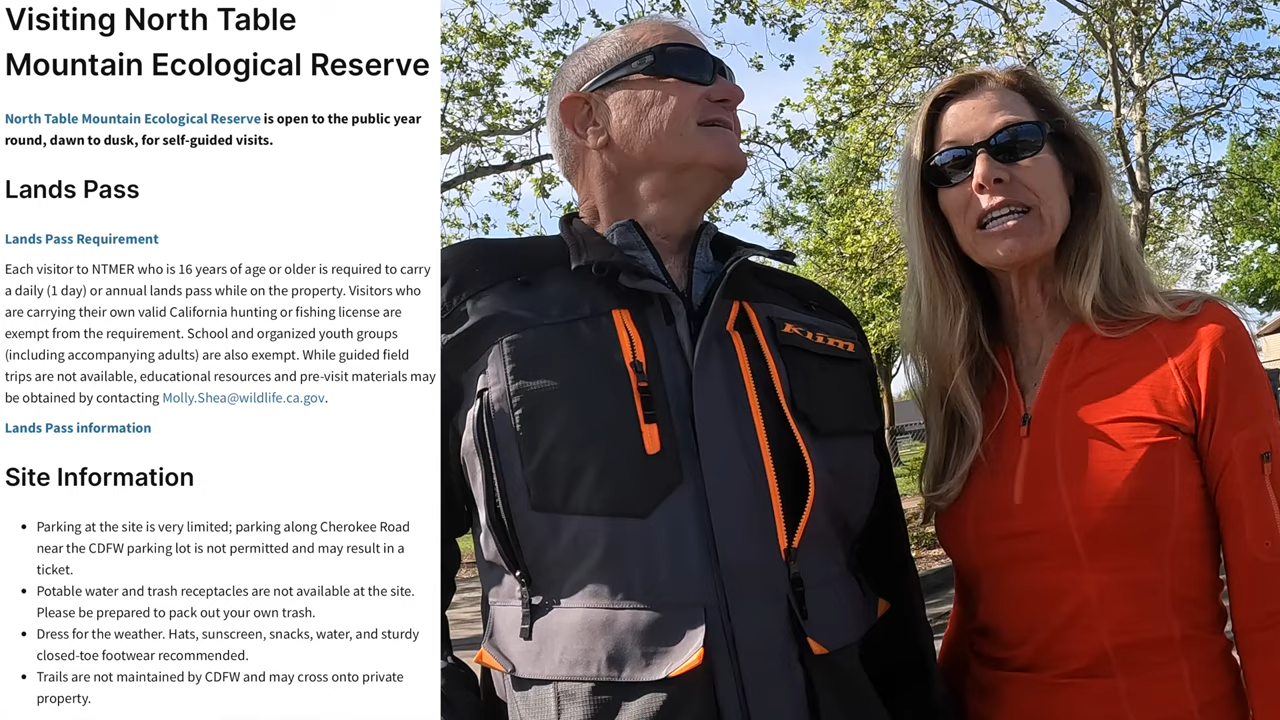 Visiting North Table
Mountain Ecological Reserve
North Table Mountain Ecological Reserve is open to the public year
round, dawn to dusk, for self-guided visits.
Lands Pass
Lands Pass Requirement
Each visitor to NTMER who is 16 years of age or older is required to carry
a daily (1 day) or annual lands pass while on the property. Visitors who
are carrying their own valid California hunting or fishing license are
exempt from the requirement. School and organized youth groups
(including accompanying adults) are also exempt. While guided field
trips are not available, educational resources and pre-visit materials may
be obtained by contacting Molly.Shea@wildlife.ca.gov.
Lands Pass information
Site Information
• Parking at the site is very limited; parking along Cherokee Road
near the CDFW parking lot is not permitted and may result in a
ticket.
• Potable water and trash receptacles are not available at the site.
Please be prepared to pack out your own trash.
• Dress for the weather. Hats, sunscreen, snacks, water, and sturdy
closed-toe footwear recommended.
• Trails are not maintained by CDFW and may cross onto private
property.
Klim